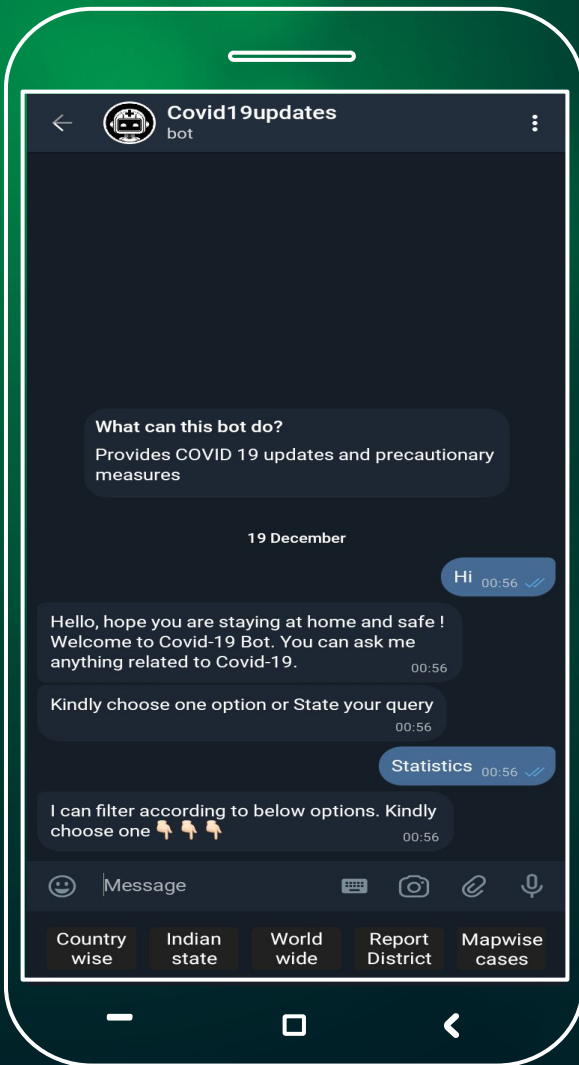 Covid19updates
bot
What can this bot do?
Provides COVID 19 updates and precautionary
measures
19 December
Hi 00:56
Hello, hope you are staying at home and safe !
Welcome to Covid-19 Bot. You can ask me
anything related to Covid-19. 00:56
Kindly choose one option or State your query
00:56
Statistics 00:56
I can filter according to below options. Kindly
choose one 👇🏻 👇🏻 👇🏻 00:56
Message
Country
wise
Indian
state
World
wide
Report
District
Mapwise
cases